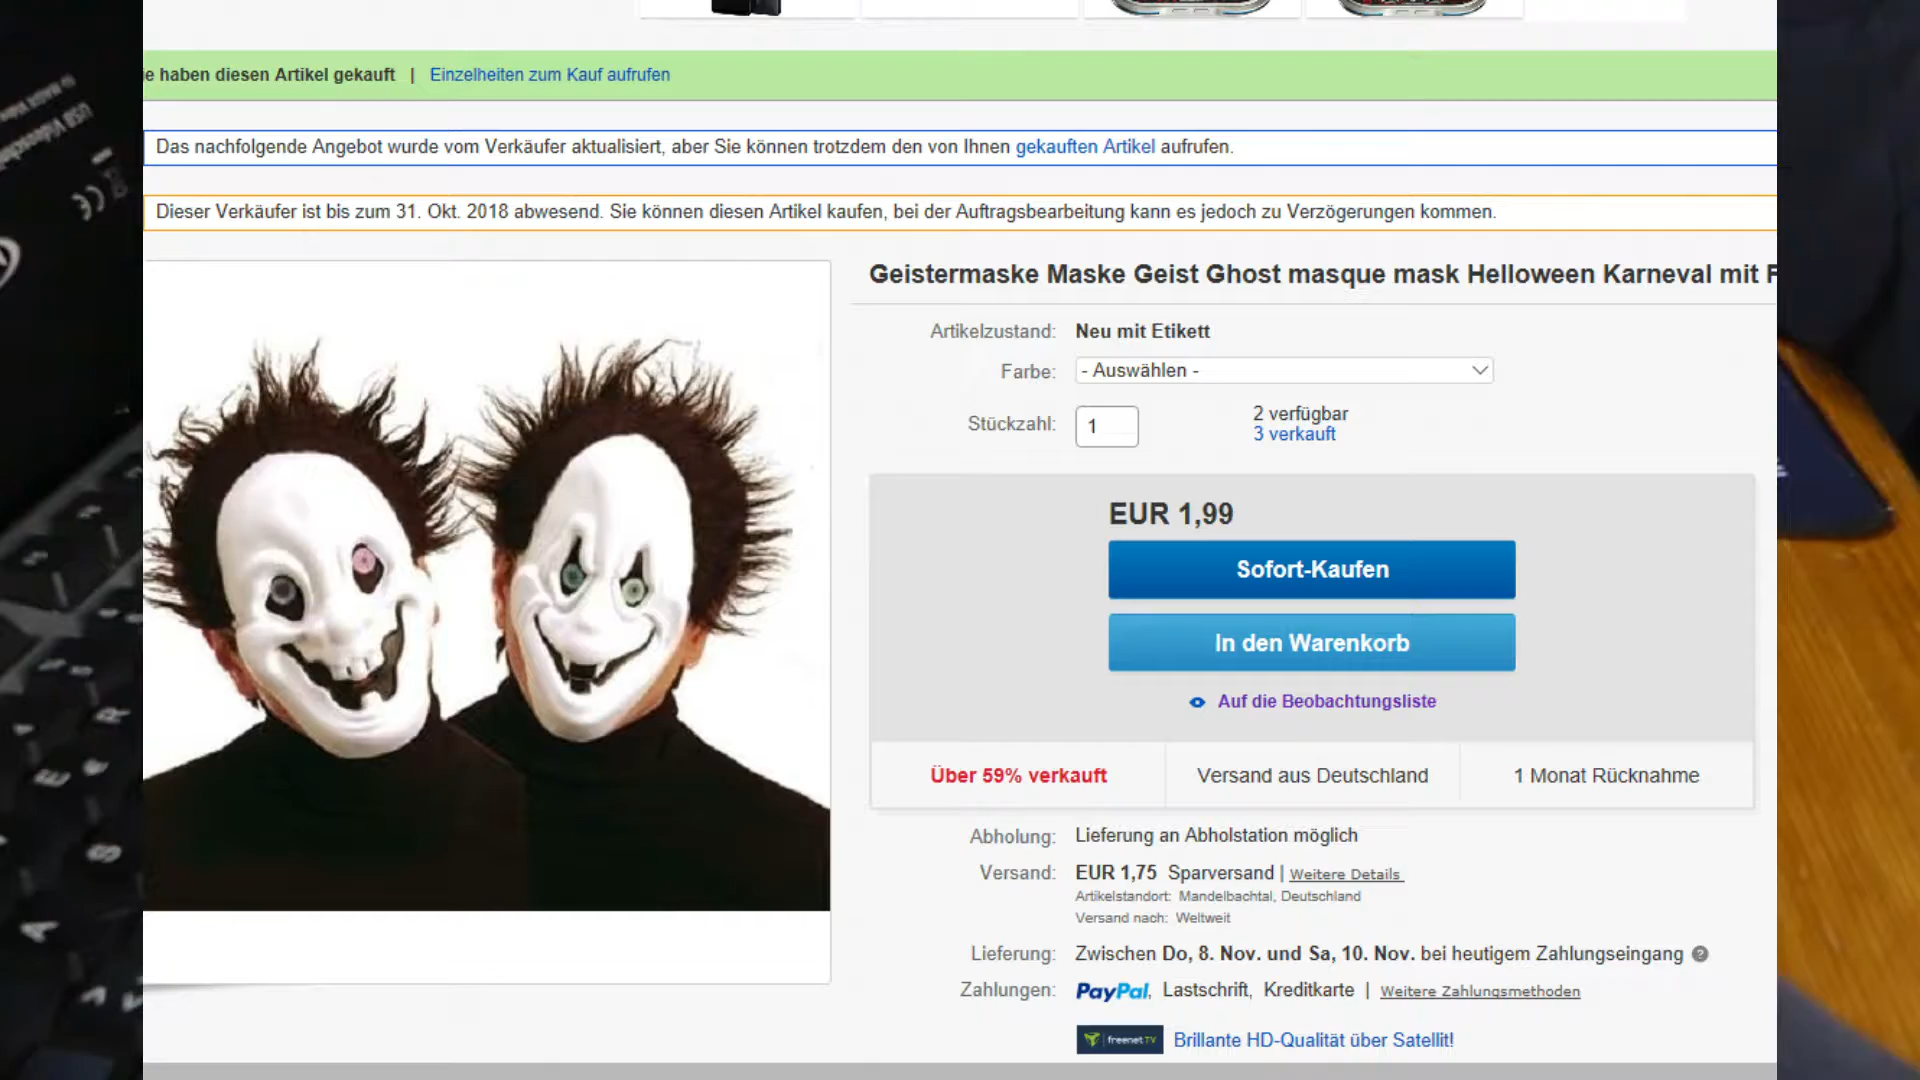 e haben diesen Artikel gekauft | Einzelheiten zum Kauf aufrufen
Das nachfolgende Angebot wurde vom Verkäufer aktualisiert, aber Sie können trotzdem den von Ihnen gekauften Artikel aufrufen.
Dieser Verkäufer ist bis zum 31. Okt. 2018 abwesend. Sie können diesen Artikel kaufen, bei der Auftragsbearbeitung kann es jedoch zu Verzögerungen kommen.
Geistermaske Maske Geist Ghost masque mask Helloween Karneval mit F
Artikelzustand: Neu mit Etikett
Farbe: - Auswählen -
Stückzahl: 1 2 verfügbar
3 verkauft
EUR 1,99
Sofort-Kaufen
In den Warenkorb
Auf die Beobachtungsliste
Über 59% verkauft Versand aus Deutschland 1 Monat Rücknahme
Abholung: Lieferung an Abholstation möglich
Versand: EUR 1,75 Sparversand | Weitere Details
Artikelstandort: Mandelbachtal, Deutschland
Versand nach: Weltweit
Lieferung: Zwischen Do, 8. Nov. und Sa, 10. Nov. bei heutigem Zahlungseingang ?
Zahlungen: PayPal, Lastschrift, Kreditkarte | Weitere Zahlungsmethoden
freenet TV Brillante HD-Qualität über Satellit!